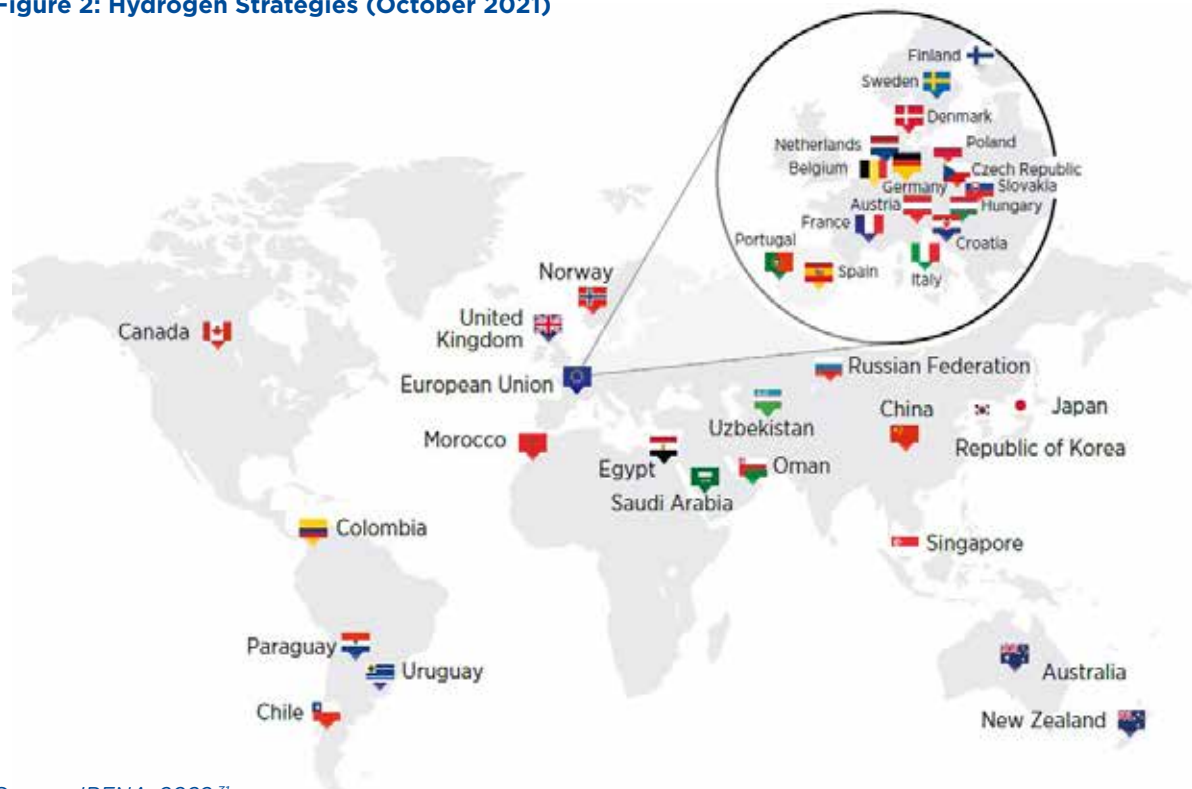 Figure 2: Hydrogen Strategies (October 2021)
Finland
Sweden
Denmark
Netherlands
Poland
Belgium
Czech Republic
Germany
Slovakia
Austria
Hungary
France
Croatia
Portugal
Spain
Italy
Norway
United
Kingdom
Canada
European Union
Russian Federation
China
Japan
Uzbekistan
Morocco
Republic of Korea
Egypt
Oman
Saudi Arabia
Colombia
Singapore
Paraguay
Uruguay
Australia
Chile
New Zealand